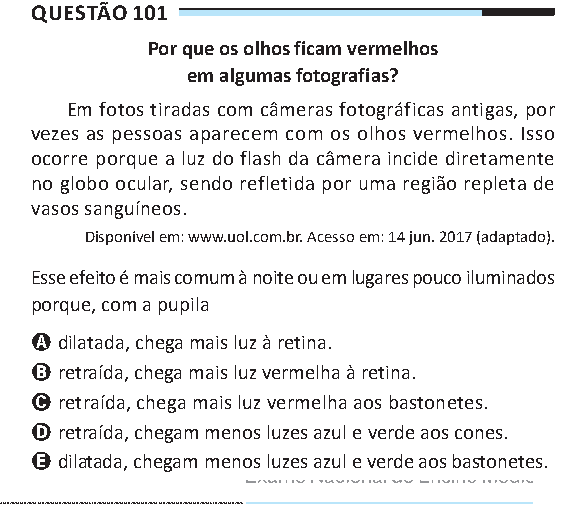 QUESTÃO 101
Por que os olhos ficam vermelhos
em algumas fotografias?
Em fotos tiradas com câmeras fotográficas antigas, por
vezes as pessoas aparecem com os olhos vermelhos. Isso
ocorre porque a luz do flash da câmera incide diretamente
no globo ocular, sendo refletida por uma região repleta de
vasos sanguíneos.
Disponível em: www.uol.com.br. Acesso em: 14 jun. 2017 (adaptado).
Esse efeito é mais comum à noite ou em lugares pouco iluminados
porque, com a pupila
A dilatada, chega mais luz à retina.
B retraída, chega mais luz vermelha à retina.
C retraída, chega mais luz vermelha aos bastonetes.
D retraída, chegam menos luzes azul e verde aos cones.
E dilatada, chegam menos luzes azul e verde aos bastonetes.